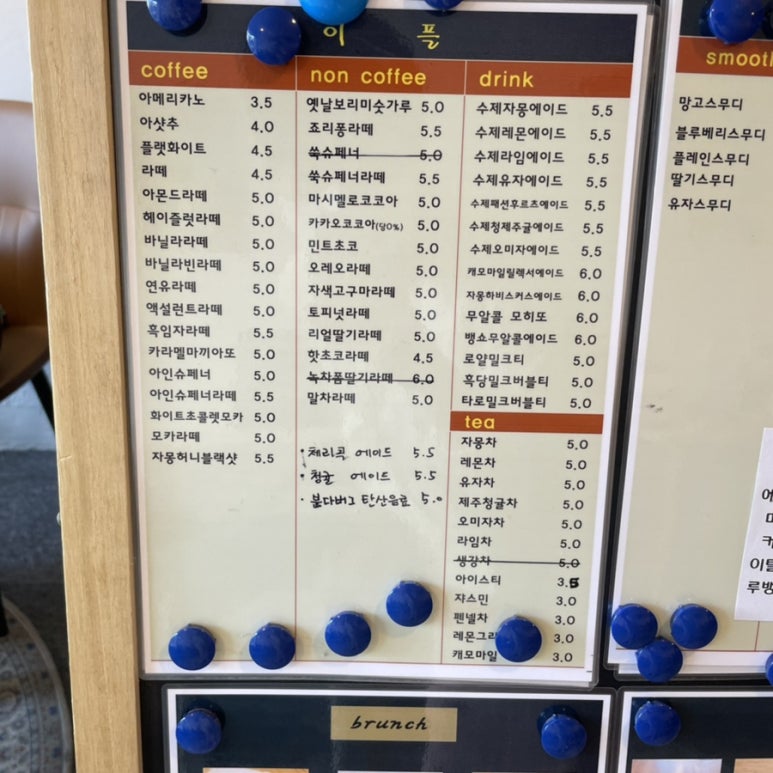 이 플
coffee
아메리카노 3.5
아샷추 4.0
플랫화이트 4.5
라떼 4.5
아몬드라떼 5.0
헤이즐럿라떼 5.0
바닐라라떼 5.0
바닐라빈라떼 5.0
연유라떼 5.0
액설런트라떼 5.0
흑임자라떼 5.5
카라멜마끼아또 5.0
아인슈페너 5.0
아인슈페너라떼 5.5
화이트초콜렛모카 5.0
모카라떼 5.0
자몽허니블랙샷 5.5
non coffee
옛날보리미숫가루 5.0
죠리퐁라떼 5.5
쑥슈페너 5.0
쑥슈페너라떼 5.5
마시멜로코코아 5.0
카카오코코아(당0%) 5.0
민트초코 5.0
오레오라떼 5.0
자색고구마라떼 5.0
토피넛라떼 5.0
리얼딸기라떼 5.0
핫초코라떼 4.5
녹차폼딸기라떼 6.0
말차라떼 5.0
· 체리콕 에이드 5.5
· 청귤 에이드 5.5
· 분다버그 탄산음료 5.0
drink
수제자몽에이드 5.5
수제레몬에이드 5.5
수제라임에이드 5.5
수제유자에이드 5.5
수제패션후르츠에이드 5.5
수제청제주귤에이드 5.5
수제오미자에이드 5.5
캐모마일릴렉서에이드 6.0
자몽하비스커스에이드 6.0
무알콜 모히또 6.0
뱅쇼무알콜에이드 6.0
로얄밀크티 5.0
흑당밀크버블티 5.0
타로밀크버블티 5.0
tea
자몽차 5.0
레몬차 5.0
유자차 5.0
제주청귤차 5.0
오미자차 5.0
라임차 5.0
생강차 5.0
아이스티 3.5
쟈스민 3.0
펜넬차 3.0
레몬그라 3.0
캐모마일 3.0
smooth
망고스무디
블루베리스무디
플레인스무디
딸기스무디
유자스무디
이틀
루뱅
brunch